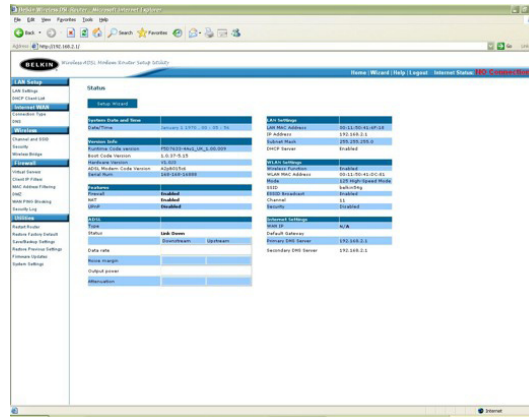 Belkin Wireless DSL Router - Microsoft Internet Explorer
File Edit View Favorites Tools Help
Back Search Favorites
Address http://192.168.2.1/ Go
BELKIN Wireless ADSL Modem Router Setup Utility
Home | Wizard | Help | Logout Internet Status: NO Connection
LAN Setup
LAN Settings
DHCP Client List
Internet WAN
Connection Type
DNS
Wireless
Channel and SSID
Security
Wireless Bridge
Firewall
Virtual Server
Client IP Filter
MAC Address Filtering
DMZ
WAN PING Blocking
Security Log
Utilities
Restart Router
Restore Factory Default
Save/Backup Settings
Restore Previous Settings
Firmware Update
System Settings
Status
Setup Wizard
System Date and Time
Date/Time January 1 1970
Version Info
Runtime Code Version
Boot Code Version
Hardware Version
ADSL Modem Code Version
Serial Num
Features
Firewall Enabled
NAT Enabled
UPnP Disabled
ADSL
Type
Status Link Down
Downstream Upstream
Data rate
Noise margin
Output power
Attenuation
LAN Settings
LAN MAC Address
IP Address 192.168.2.1
Subnet Mask 255.255.255.0
DHCP Server Enabled
WLAN Settings
Wireless Function Enabled
WLAN MAC Address
Mode 125 High-Speed Mode
SSID belkin54g
ESSID Broadcast Enabled
Channel 11
Security Disabled
Internet Settings
WAN IP N/A
Default Gateway
Primary DNS Server 192.168.2.1
Secondary DNS Server 192.168.2.1
Internet